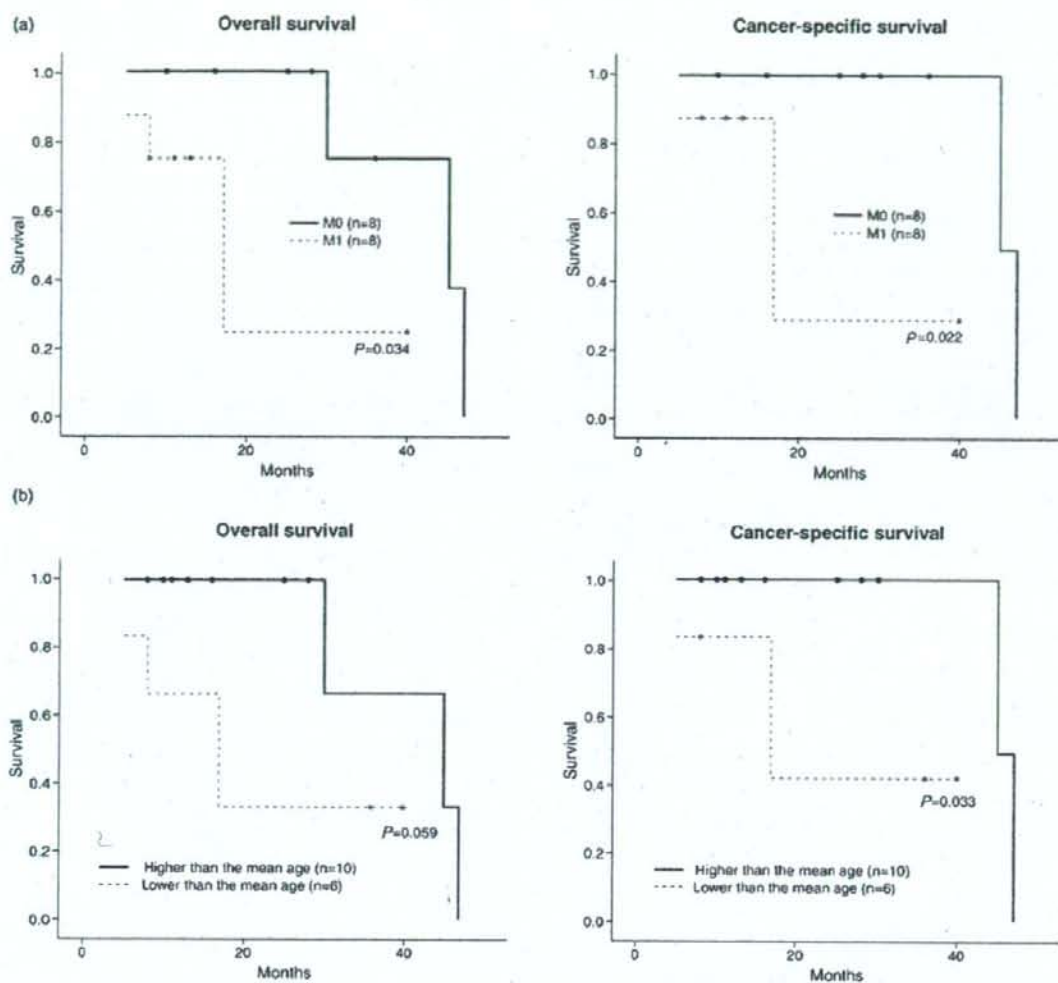 (a)
Overall survival
1.0
0.8
0.6
0.4
0.2
0.0
Survival
M0 (n=8)
M1 (n=8)
P=0.034
0 20 40
Months
Cancer-specific survival
1.0
0.8
0.6
0.4
0.2
0.0
Survival
M0 (n=8)
M1 (n=8)
P=0.022
0 20 40
Months
(b)
Overall survival
1.0
0.8
0.6
0.4
0.2
0.0
Survival
P=0.059
Higher than the mean age (n=10)
Lower than the mean age (n=6)
0 20 40
Months
Cancer-specific survival
1.0
0.8
0.6
0.4
0.2
0.0
Survival
P=0.033
Higher than the mean age (n=10)
Lower than the mean age (n=6)
0 20 40
Months